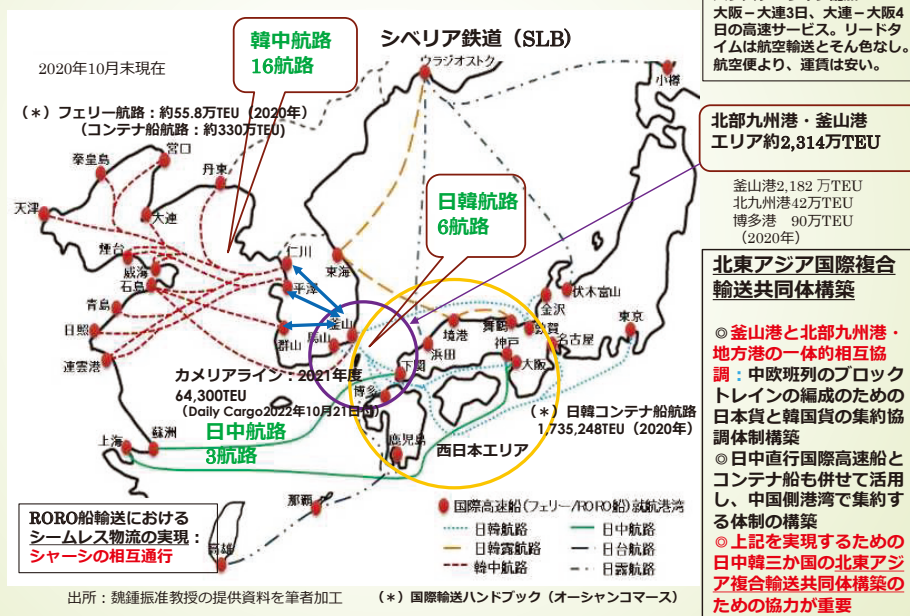 大阪－大連3日、大連－大阪4
日の高速サービス。リードタ
イムは航空輸送とそん色なし。
航空便より、運賃は安い。
韓中航路
16航路
シベリア鉄道（SLB）
ウラジオストク
小樽
2020年10月末現在
（＊）フェリー航路：約55.8万TEU（2020年）
（コンテナ船航路：約330万TEU)
北部九州港・釜山港
エリア約2,314万TEU
釜山港2,182 万TEU
北九州港42万TEU
博多港　90万TEU
（2020年）
営口
秦皇島
丹東
天津
大連
日韓航路
6航路
煙台
威海
石島
仁川
東海
平澤
青島
日照
連雲港
群山
釜山
馬山
伏木富山
金沢
敦賀
舞鶴
境港
浜田
神戸
名古屋
東京
大阪
下関
博多
カメリアライン：2021年度
64,300TEU
（Daily Cargo2022年10月21日
日中航路
3航路
（＊）日韓コンテナ船航路
1,735,248TEU（2020年）
鹿児島
西日本エリア
上海
蘇洲
那覇
高雄
RORO船輸送における
シームレス物流の実現：
シャーシの相互通行
国際高速船(フェリー/RORO船)就航港湾
日韓航路
日中航路
日韓露航路
日台航路
韓中航路
日露航路
北東アジア国際複合
輸送共同体構築
◎釜山港と北部九州港・
地方港の一体的相互協
調：中欧班列のブロック
トレインの編成のための
日本貨と韓国貨の集約協
調体制構築
◎日中直行国際高速船と
コンテナ船も併せて活用
し、中国側港湾で集約す
る体制の構築
◎上記を実現するための
日中韓三か国の北東アジ
ア複合輸送共同体構築の
ための協力が重要
出所：魏鍾振准教授の提供資料を筆者加工
（＊）国際輸送ハンドブック（オーシャンコマース）